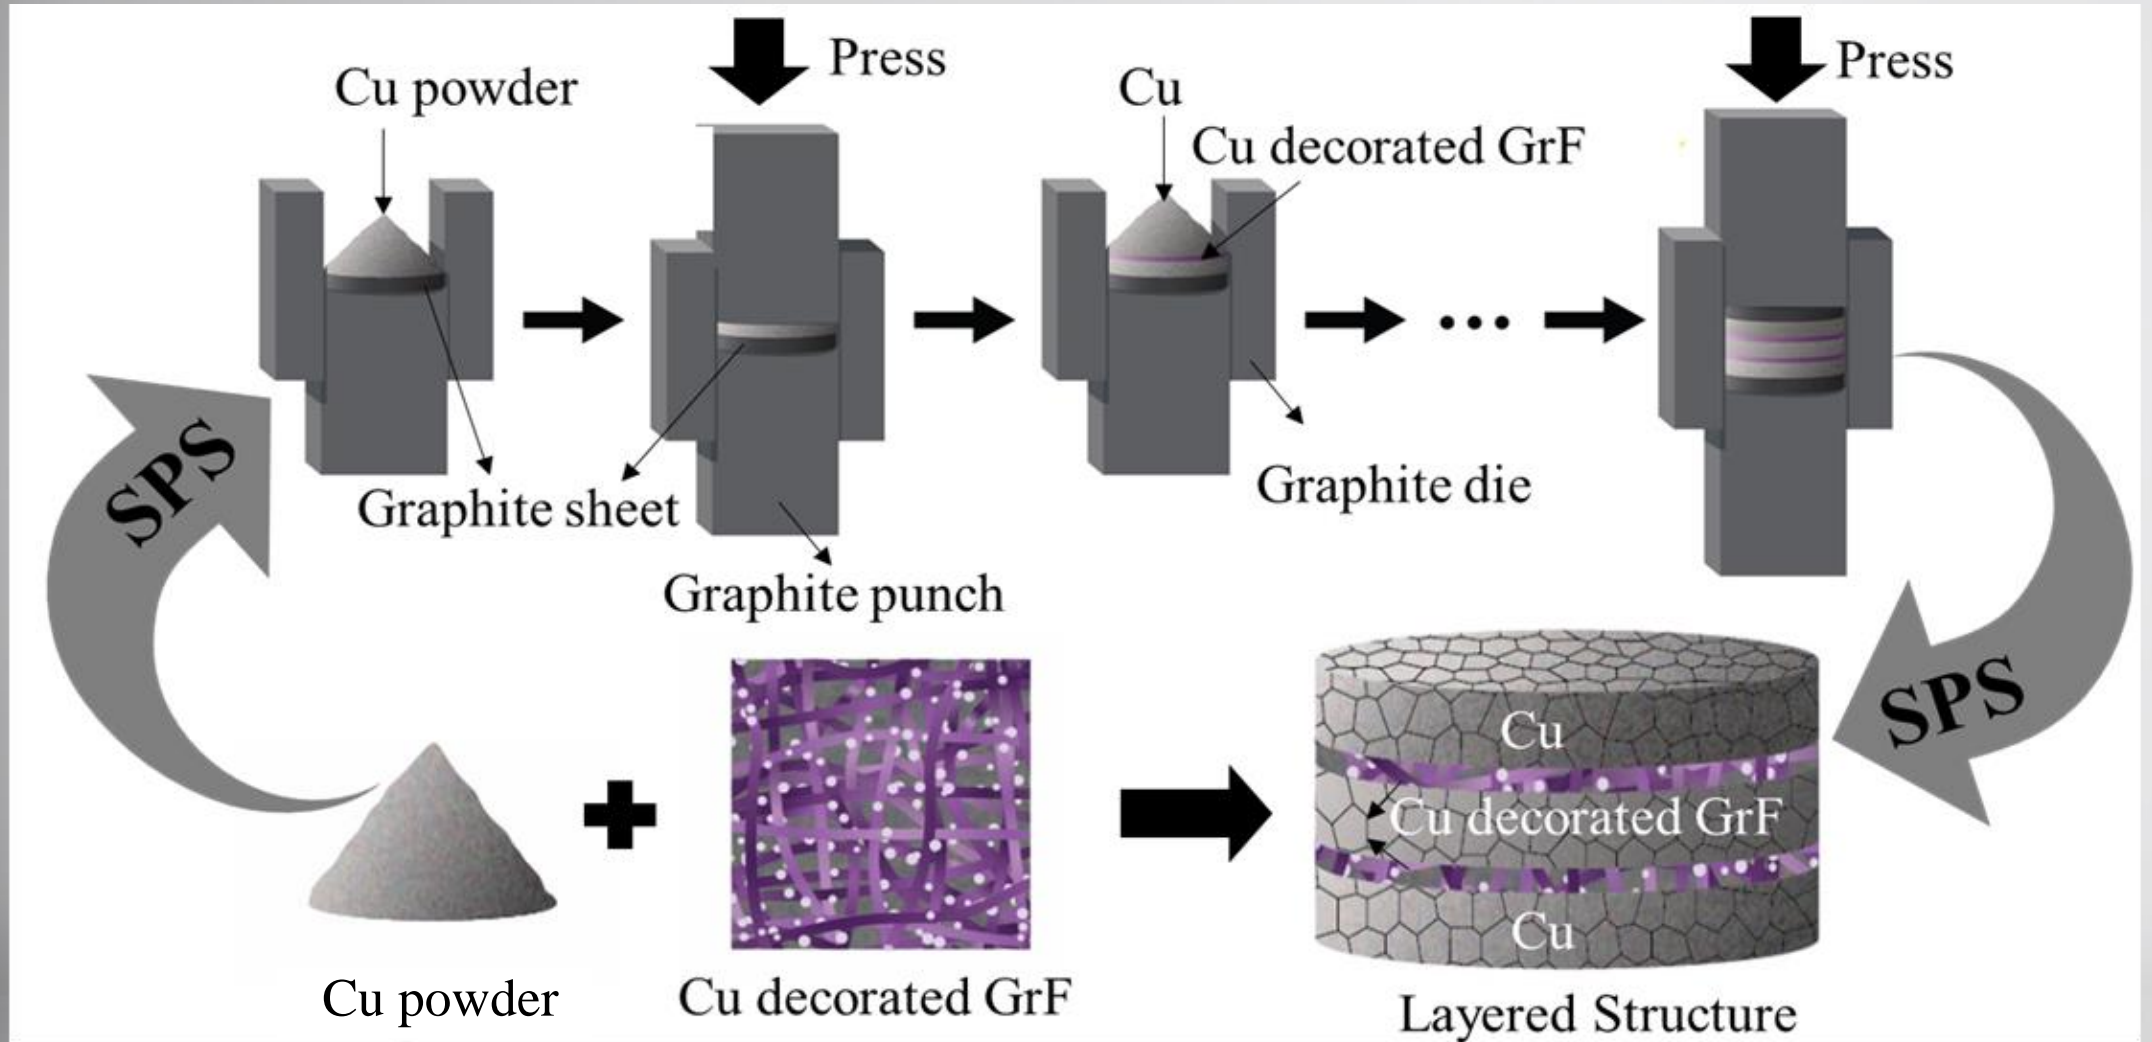 Press
Press
Cu powder
Cu
Cu decorated GrF
SPS
Graphite sheet
Graphite die
Graphite punch
SPS
Cu
Cu decorated GrF
Cu
Cu powder
Cu decorated GrF
Layered Structure